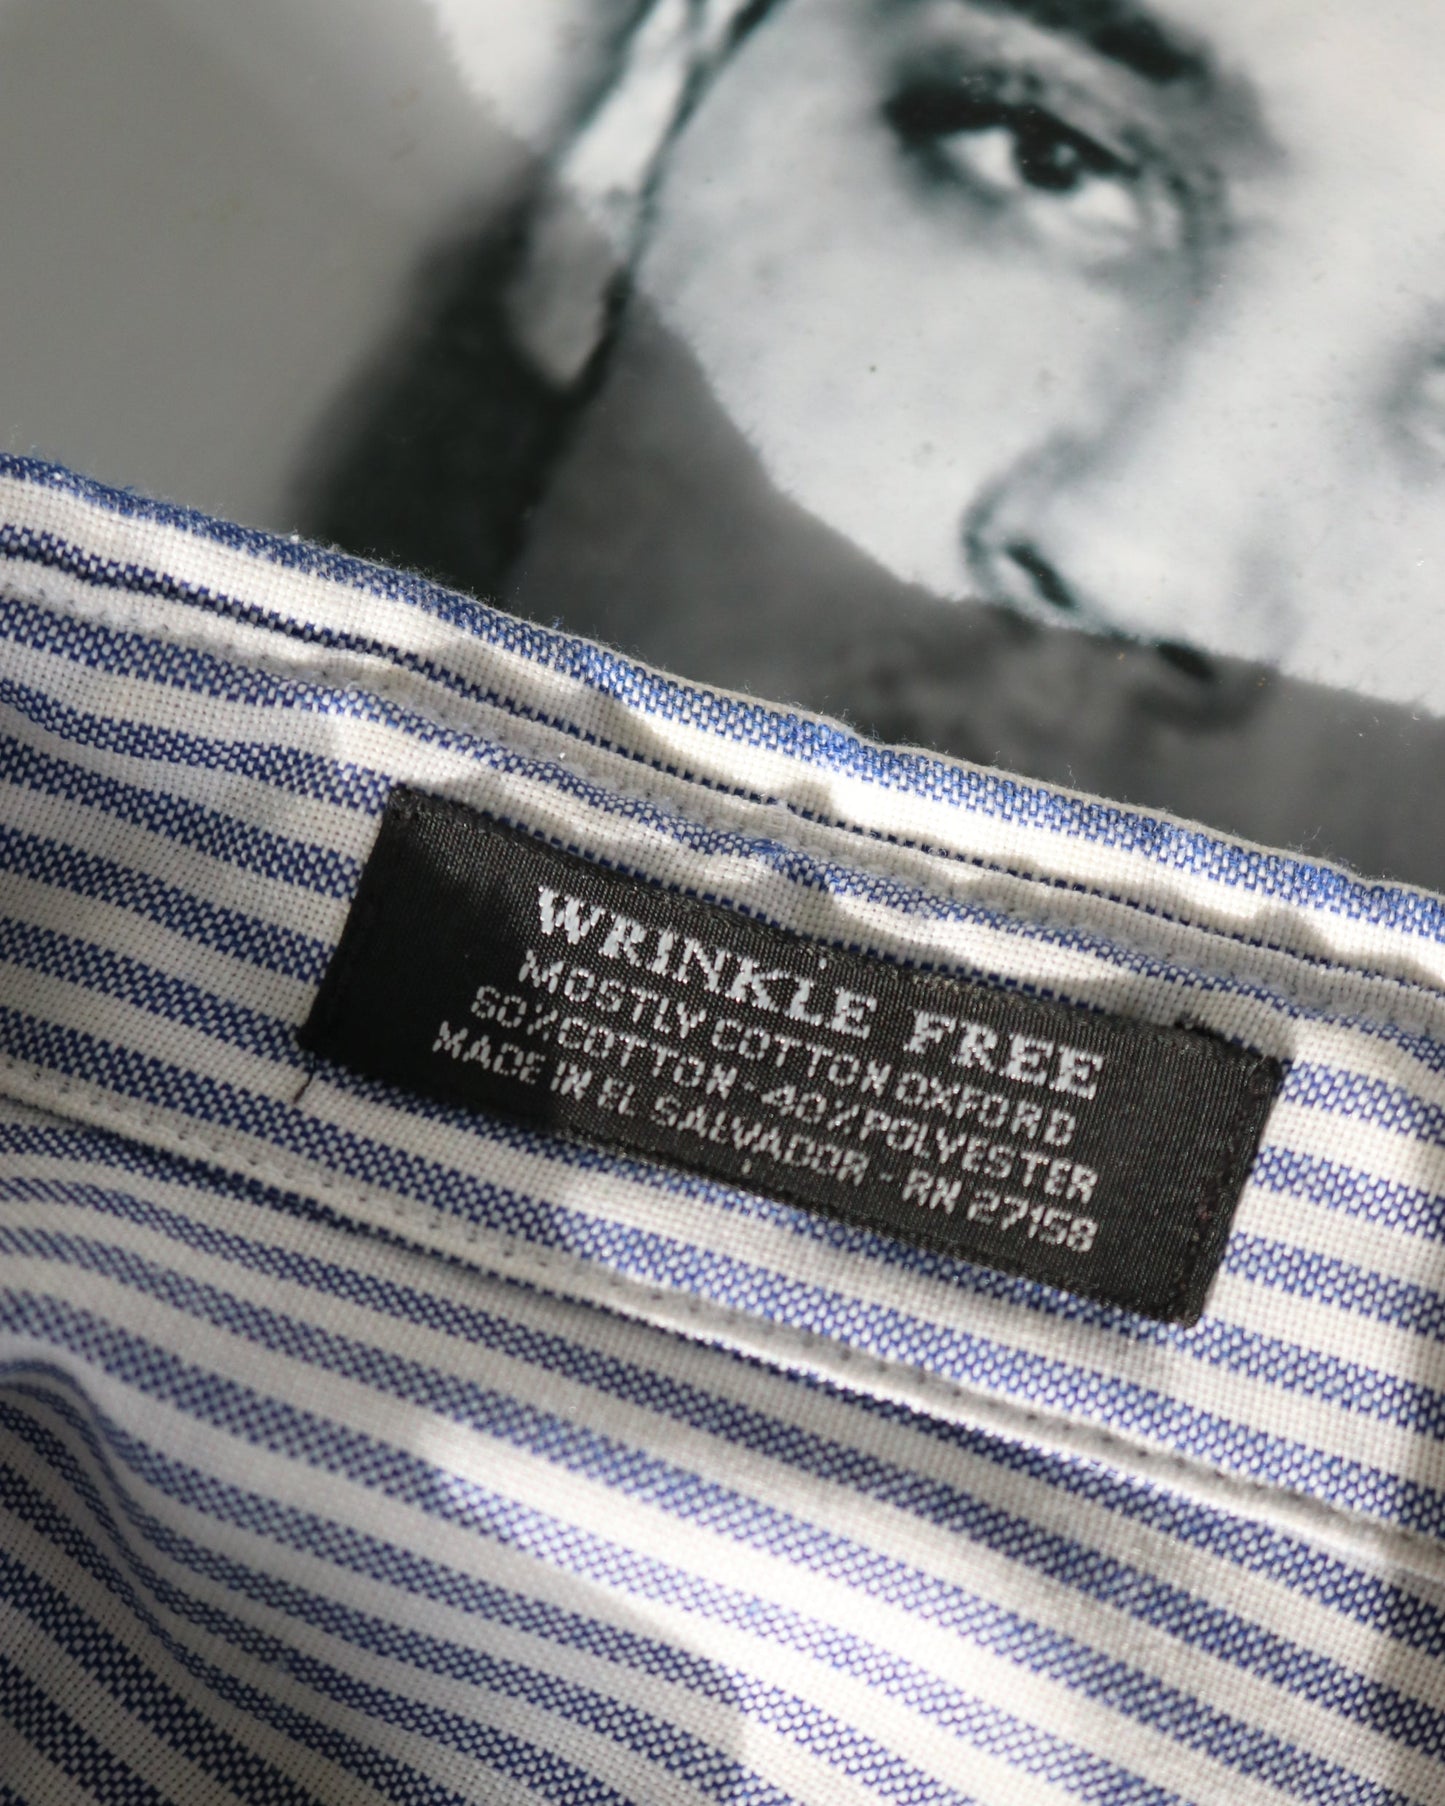 WRINKLE FREE
MOSTLY COTTON OXFORD
60%COTTON-40%POLYESTER
MADE IN EL SALVADOR-RN 27158